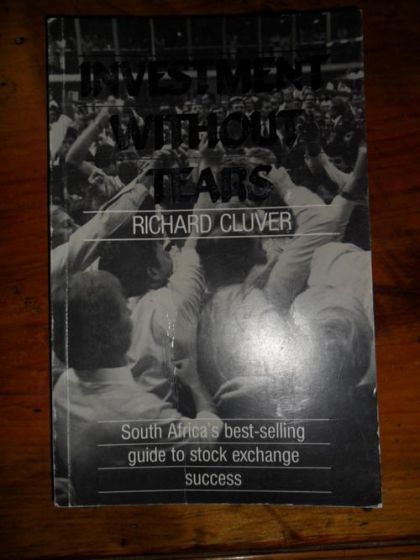 INVESTMENT
WITHOUT
TEARS
RICHARD CLUVER
South Africa's best-selling
guide to stock exchange
success